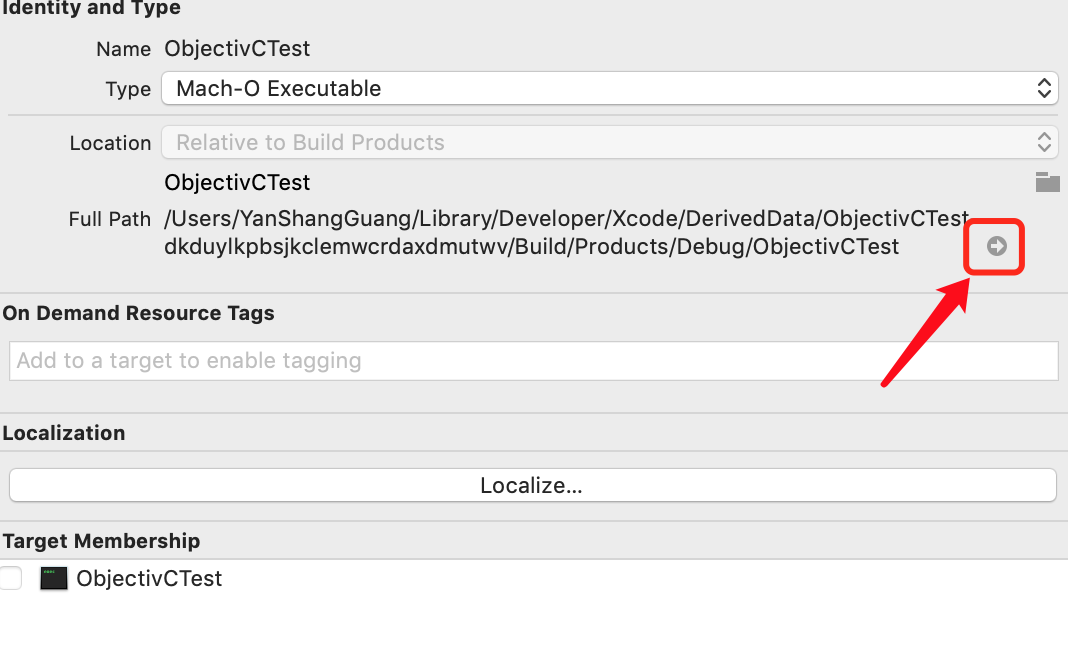 Identity and Type
Name ObjectivCTest
Type Mach-O Executable
Location Relative to Build Products
ObjectivCTest
Full Path /Users/YanShangGuang/Library/Developer/Xcode/DerivedData/ObjectivCTest
dkduylkpbsjkclemwcrdaxdmutwv/Build/Products/Debug/ObjectivCTest
On Demand Resource Tags
Add to a target to enable tagging
Localization
Localize...
Target Membership
ObjectivCTest